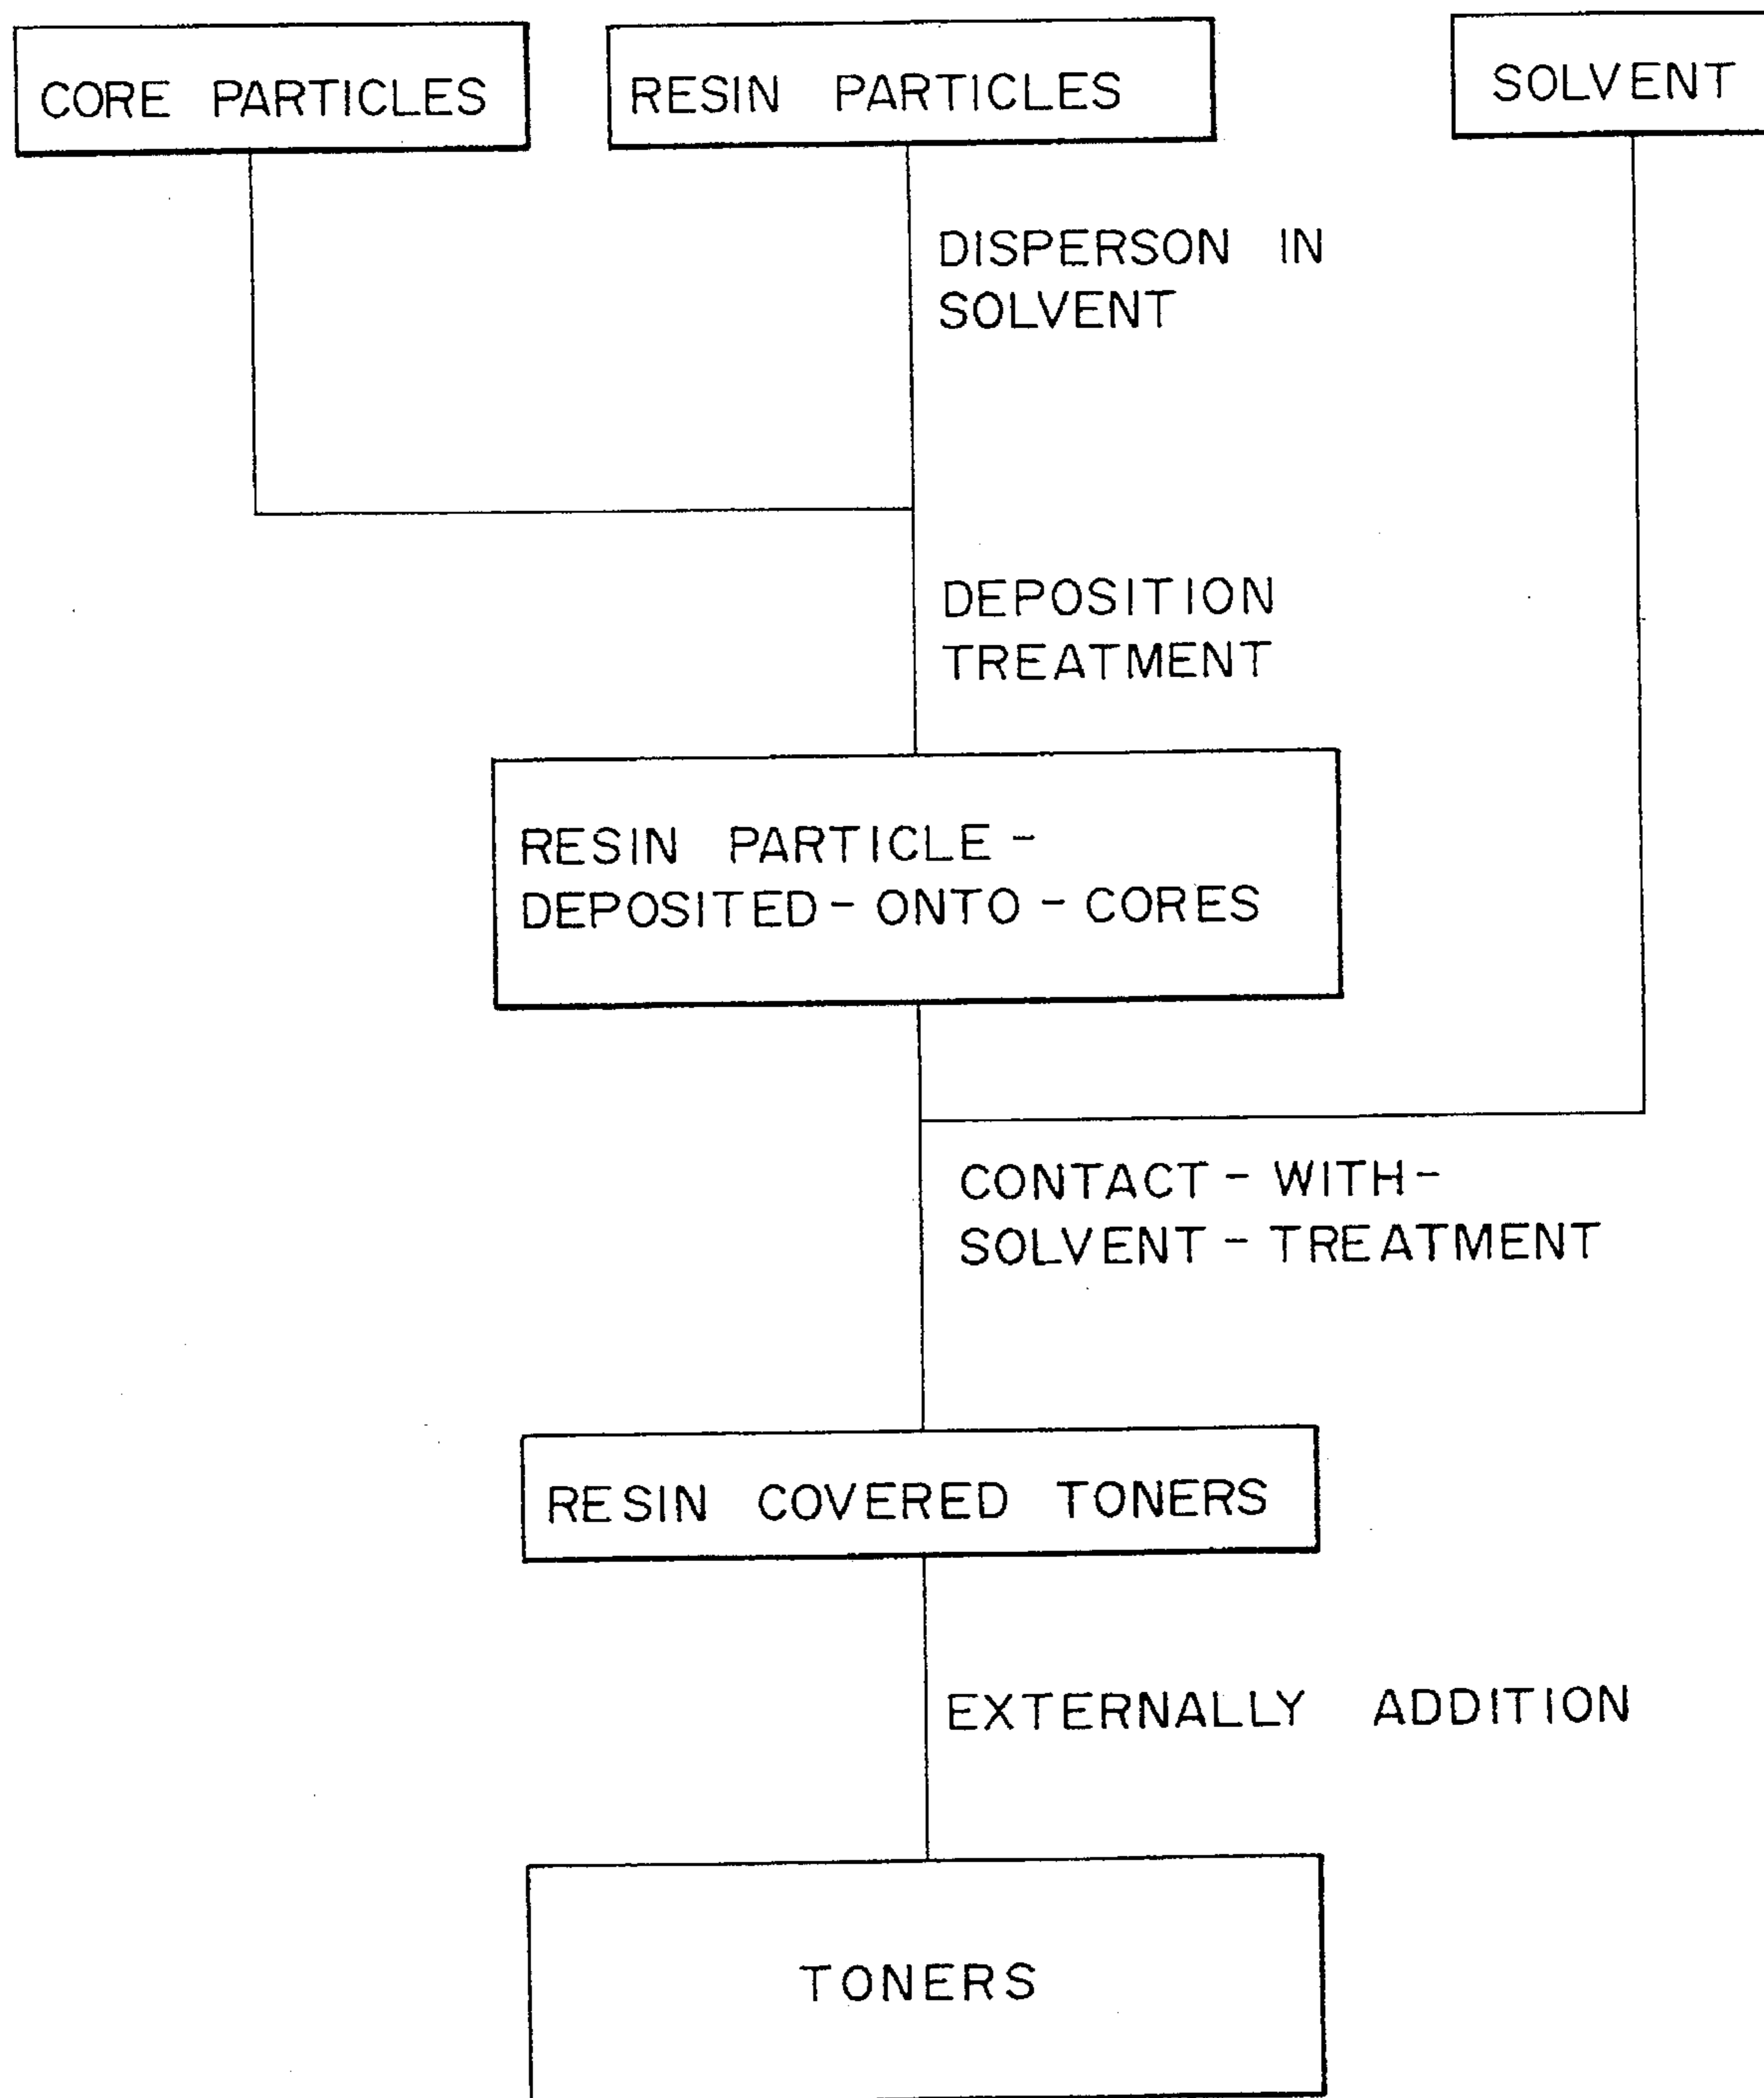 CORE PARTICLES
RESIN PARTICLES
SOLVENT
DISPERSON IN
SOLVENT
DEPOSITION
TREATMENT
RESIN PARTICLE-
DEPOSITED-ONTO-CORES
CONTACT-WITH-
SOLVENT-TREATMENT
RESIN COVERED TONERS
EXTERNALLY ADDITION
TONERS